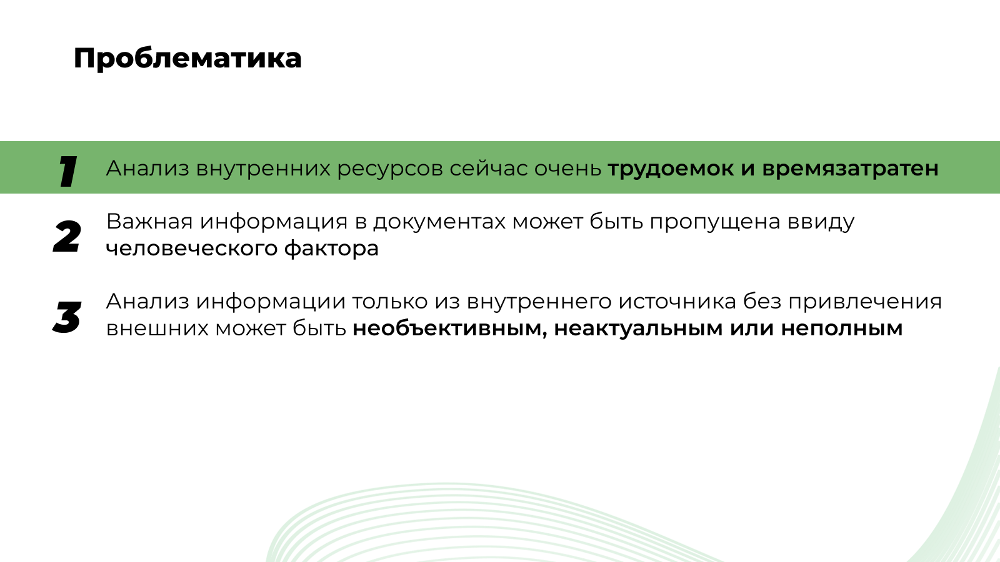 Проблематика
1 Анализ внутренних ресурсов сейчас очень трудоемок и времязатратен
2 Важная информация в документах может быть пропущена ввиду
человеческого фактора
3 Анализ информации только из внутреннего источника без привлечения
внешних может быть необъективным, неактуальным или неполным